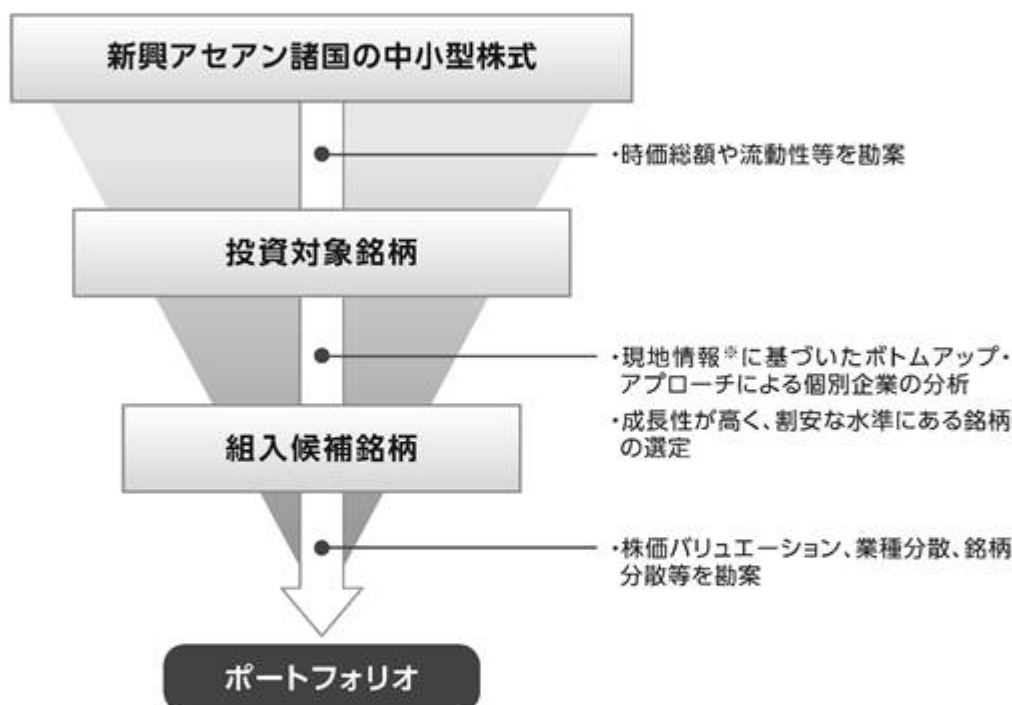 新興アセアン諸国の中小型株式
・時価総額や流動性等を勘案
投資対象銘柄
・現地情報※に基づいたボトムアップ・
アプローチによる個別企業の分析
・成長性が高く、割安な水準にある銘柄
の選定
組入候補銘柄
・株価バリュエーション、業種分散、銘柄
分散等を勘案
ポートフォリオ